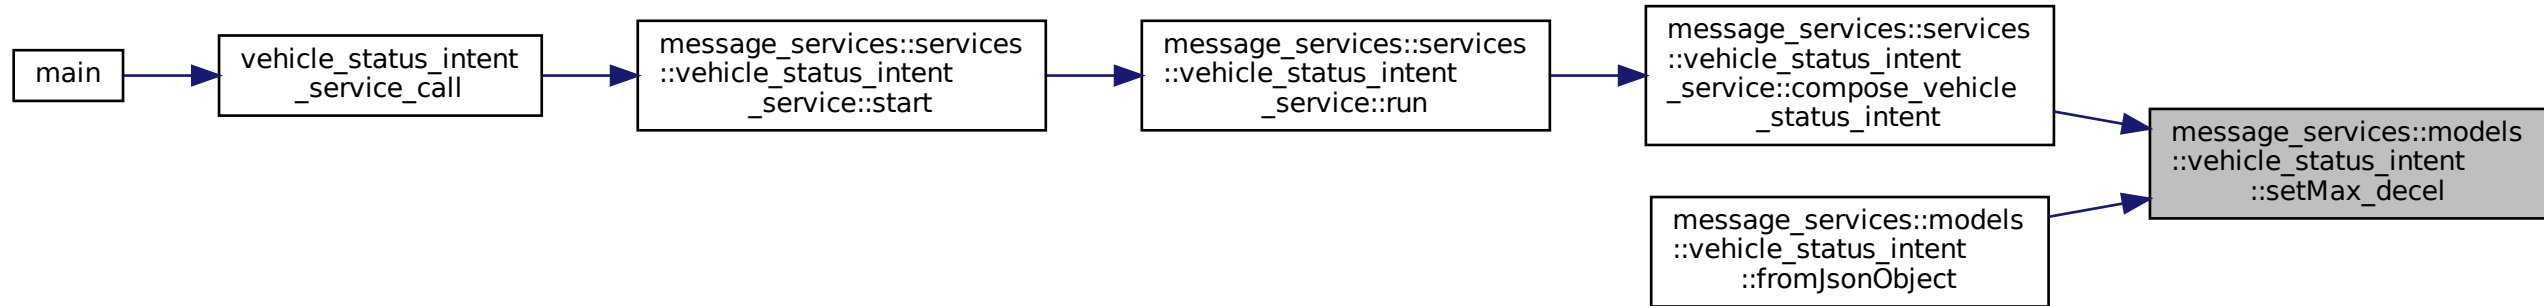 main
vehicle_status_intent
_service_call
message_services::services
::vehicle_status_intent
_service::start
message_services::services
::vehicle_status_intent
_service::run
message_services::services
::vehicle_status_intent
_service::compose_vehicle
_status_intent
message_services::models
::vehicle_status_intent
::setMax_decel
message_services::models
::vehicle_status_intent
::fromJsonObject